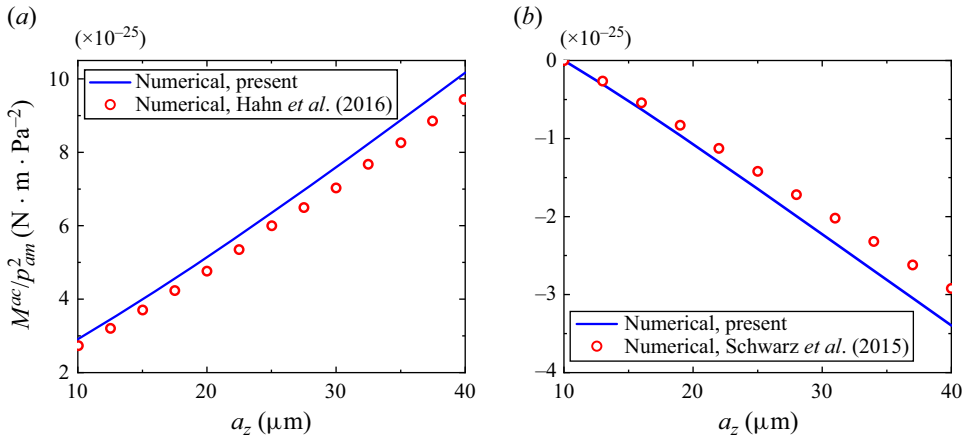 (a)
(×10⁻²⁵)
10
8
6
4
2
Numerical, present
Numerical, Hahn et al. (2016)
M^{ac}/p²_{am} (N · m · Pa⁻²)
10 20 30 40
a_z (μm)
(b)
(×10⁻²⁵)
0
−1
−2
−3
−4
Numerical, present
Numerical, Schwarz et al. (2015)
10 20 30 40
a_z (μm)